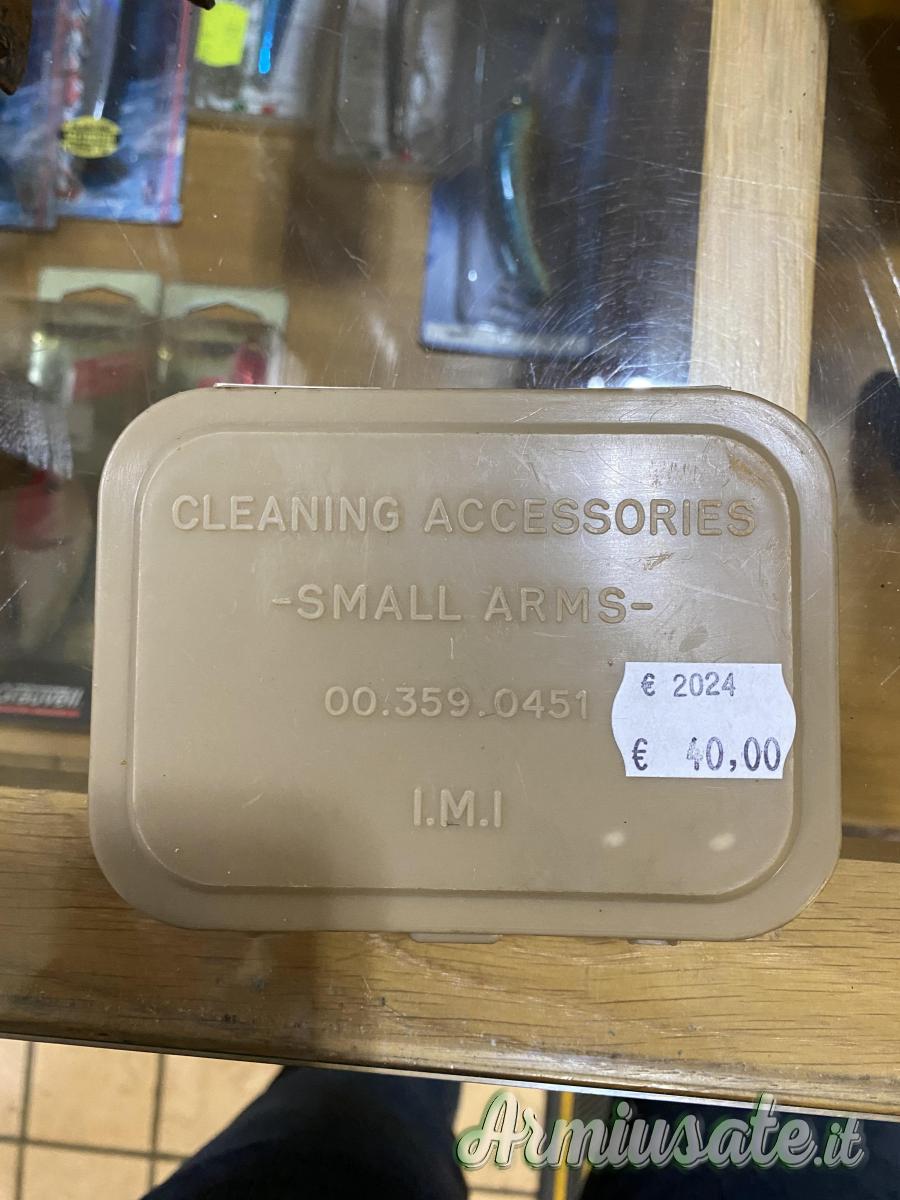 CLEANING ACCESSORIES
-SMALL ARMS-
00.359.0451
I.M.I
€ 2024
€ 40,00
Armiusate.it